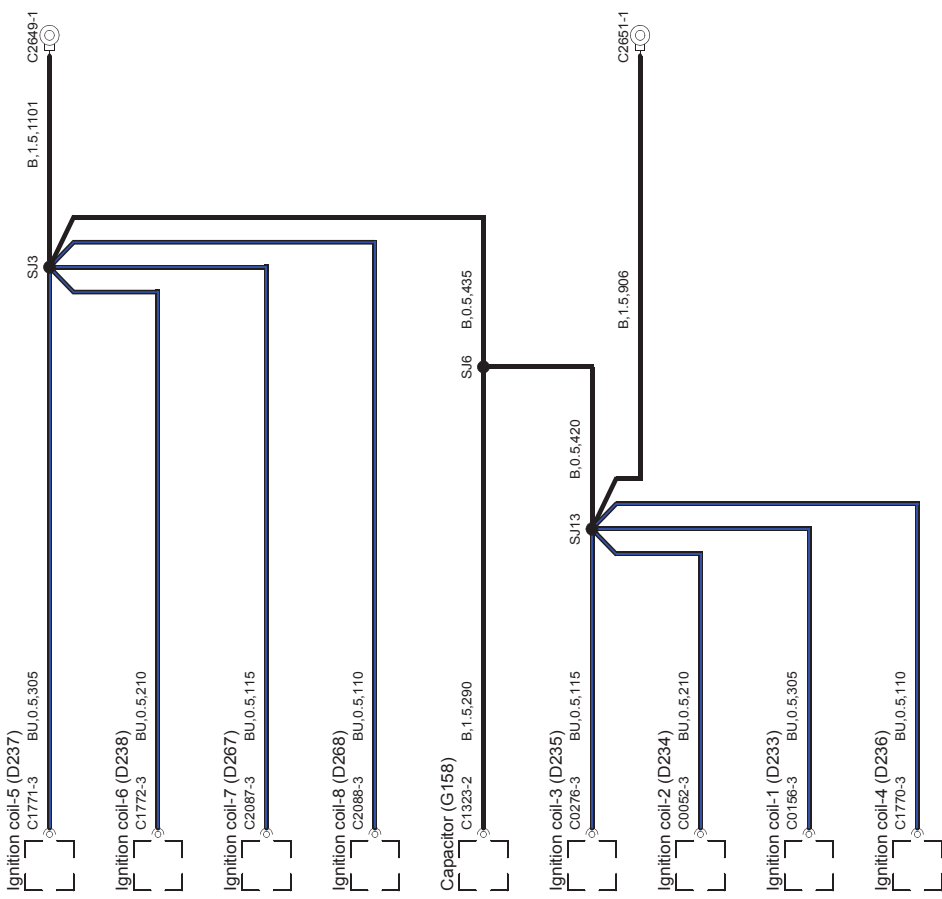 C2649-1
B,1.5,1101
SJ3
Ignition coil-5 (D237)
C1771-3
BU,0.5,305
Ignition coil-6 (D238)
C1772-3
BU,0.5,210
Ignition coil-7 (D267)
C2087-3
BU,0.5,115
Ignition coil-8 (D268)
C2088-3
BU,0.5,110
B,0.5,435
SJ6
Capacitor (G158)
C1323-2
B,1.5,290
B,0.5,420
SJ13
Ignition coil-3 (D235)
C0276-3
BU,0.5,115
C2651-1
B,1.5,906
Ignition coil-2 (D234)
C0052-3
BU,0.5,210
Ignition coil-1 (D233)
C0156-3
BU,0.5,305
Ignition coil-4 (D236)
C1770-3
BU,0.5,110